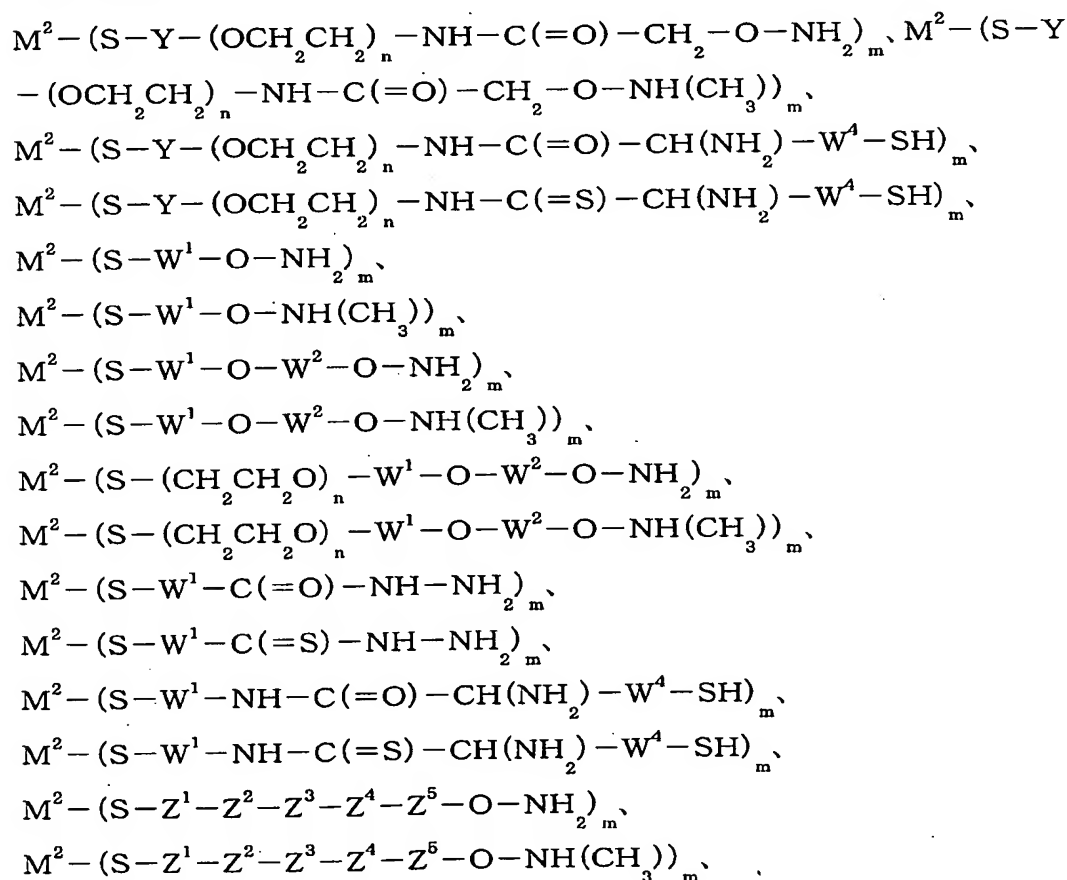 M²−(S−Y−(OCH₂CH₂)ₙ−NH−C(=O)−CH₂−O−NH₂)ₘ、M²−(S−Y
−(OCH₂CH₂)ₙ−NH−C(=O)−CH₂−O−NH(CH₃))ₘ、
M²−(S−Y−(OCH₂CH₂)ₙ−NH−C(=O)−CH(NH₂)−W⁴−SH)ₘ、
M²−(S−Y−(OCH₂CH₂)ₙ−NH−C(=S)−CH(NH₂)−W⁴−SH)ₘ、
M²−(S−W¹−O−NH₂)ₘ、
M²−(S−W¹−O−NH(CH₃))ₘ、
M²−(S−W¹−O−W²−O−NH₂)ₘ、
M²−(S−W¹−O−W²−O−NH(CH₃))ₘ、
M²−(S−(CH₂CH₂O)ₙ−W¹−O−W²−O−NH₂)ₘ、
M²−(S−(CH₂CH₂O)ₙ−W¹−O−W²−O−NH(CH₃))ₘ、
M²−(S−W¹−C(=O)−NH−NH₂)ₘ、
M²−(S−W¹−C(=S)−NH−NH₂)ₘ、
M²−(S−W¹−NH−C(=O)−CH(NH₂)−W⁴−SH)ₘ、
M²−(S−W¹−NH−C(=S)−CH(NH₂)−W⁴−SH)ₘ、
M²−(S−Z¹−Z²−Z³−Z⁴−Z⁵−O−NH₂)ₘ、
M²−(S−Z¹−Z²−Z³−Z⁴−Z⁵−O−NH(CH₃))ₘ、